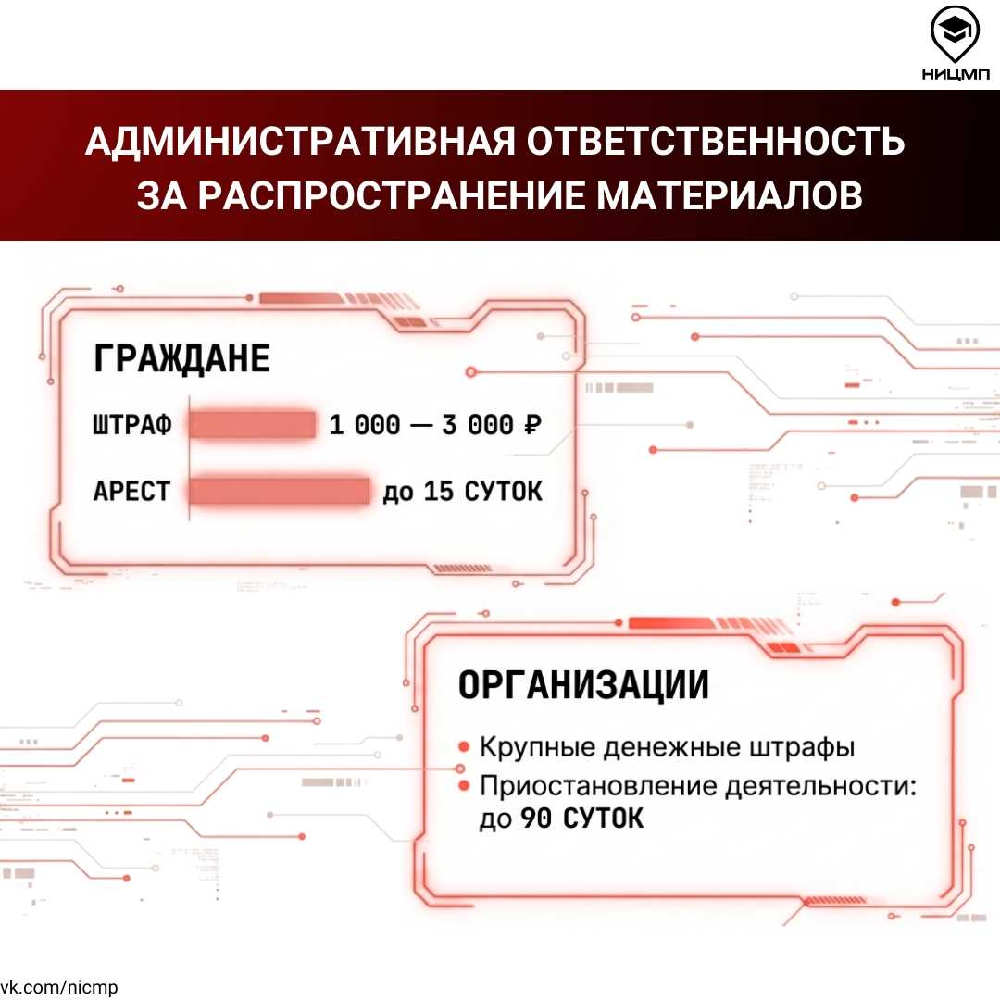 НИЦМП
АДМИНИСТРАТИВНАЯ ОТВЕТСТВЕННОСТЬ
ЗА РАСПРОСТРАНЕНИЕ МАТЕРИАЛОВ
ГРАЖДАНЕ
ШТРАФ 1 000 — 3 000 ₽
АРЕСТ до 15 СУТОК
ОРГАНИЗАЦИИ
• Крупные денежные штрафы
• Приостановление деятельности:
до 90 СУТОК
vk.com/nicmp